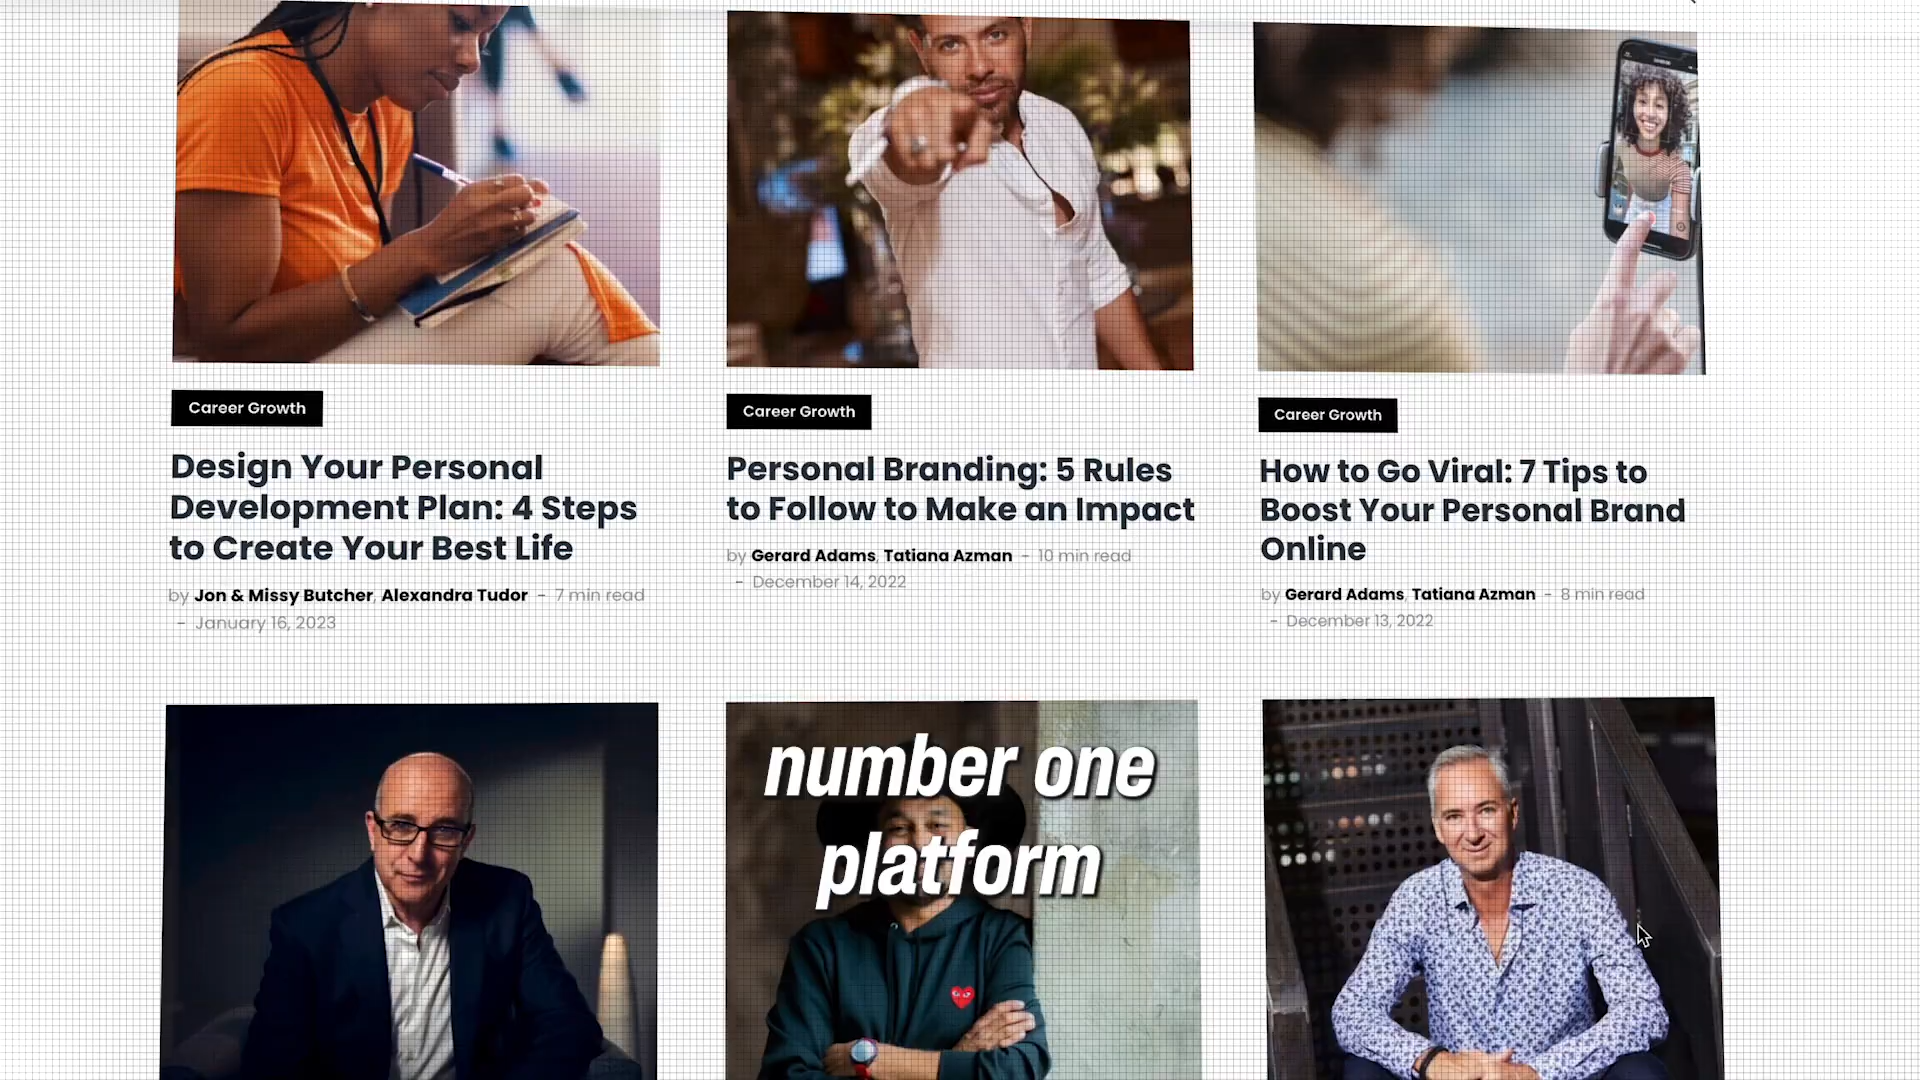 Career Growth
Design Your Personal
Development Plan: 4 Steps
to Create Your Best Life
by Jon & Missy Butcher, Alexandra Tudor - 7 min read
- January 16, 2023
Career Growth
Personal Branding: 5 Rules
to Follow to Make an Impact
by Gerard Adams, Tatiana Azman - 10 min read
- December 14, 2022
Career Growth
How to Go Viral: 7 Tips to
Boost Your Personal Brand
Online
by Gerard Adams, Tatiana Azman - 8 min read
- December 13, 2022
number one
platform